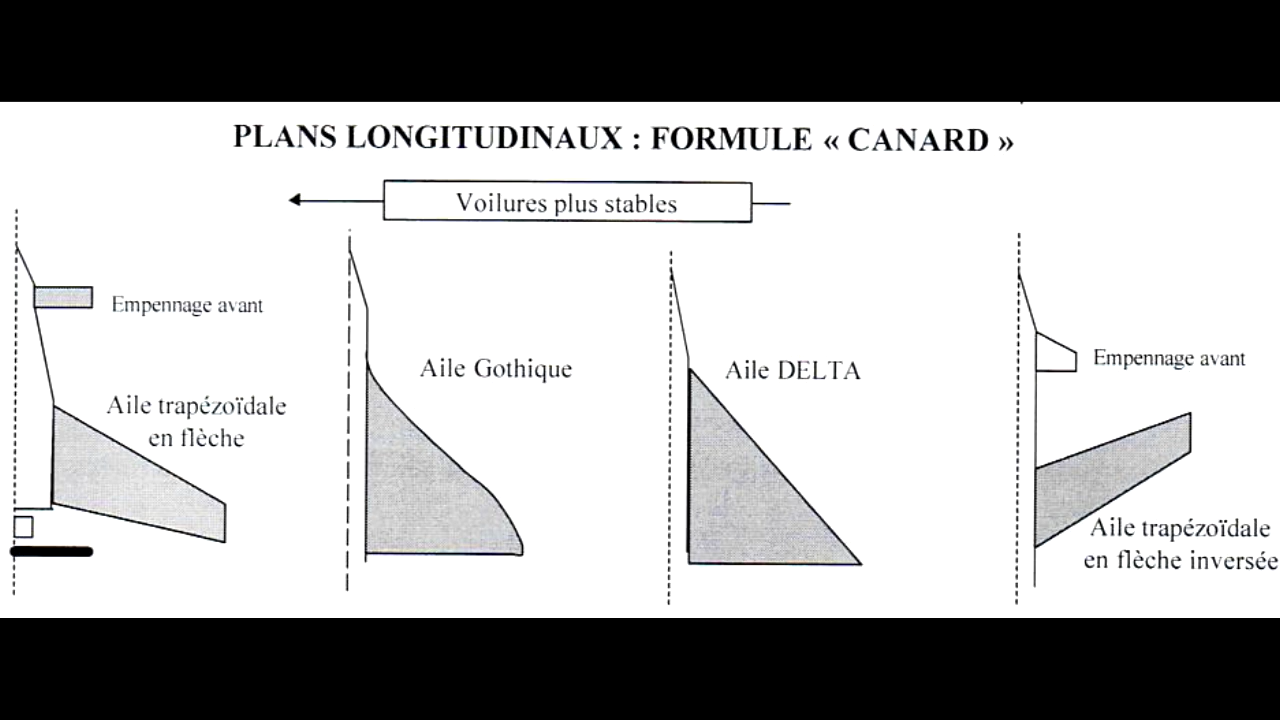 PLANS LONGITUDINAUX : FORMULE « CANARD »
Voilures plus stables
Empennage avant
Aile trapézoïdale
en flèche
Aile Gothique
Aile DELTA
Empennage avant
Aile trapézoïdale
en flèche inversée